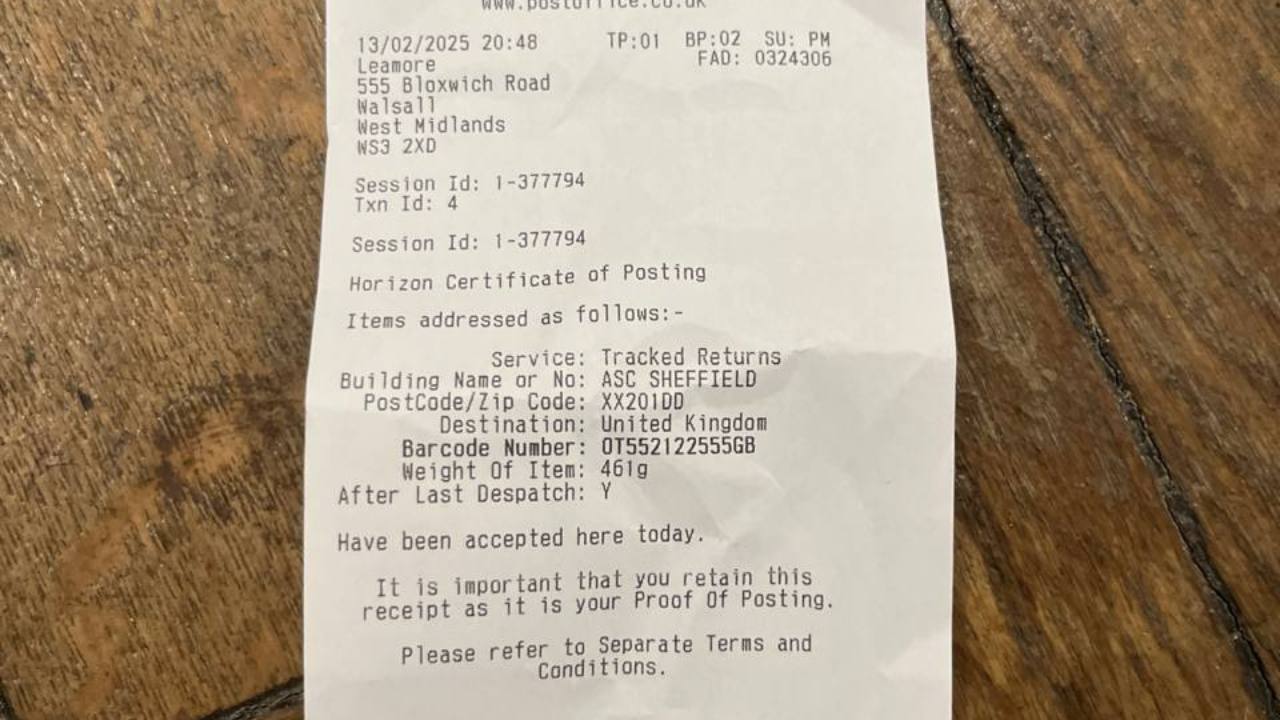 www.postoffice.co.uk
13/02/2025 20:48 TP:01 BP:02 SU: PM
Leamore FAD: 0324306
555 Bloxwich Road
Walsall
West Midlands
WS3 2XD
Session Id: 1-377794
Txn Id: 4
Session Id: 1-377794
Horizon Certificate of Posting
Items addressed as follows:-
Service: Tracked Returns
Building Name or No: ASC SHEFFIELD
PostCode/Zip Code: XX201DD
Destination: United Kingdom
Barcode Number: OT552122555GB
Weight Of Item: 461g
After Last Despatch: Y
Have been accepted here today.
It is important that you retain this
receipt as it is your Proof Of Posting.
Please refer to Separate Terms and
Conditions.